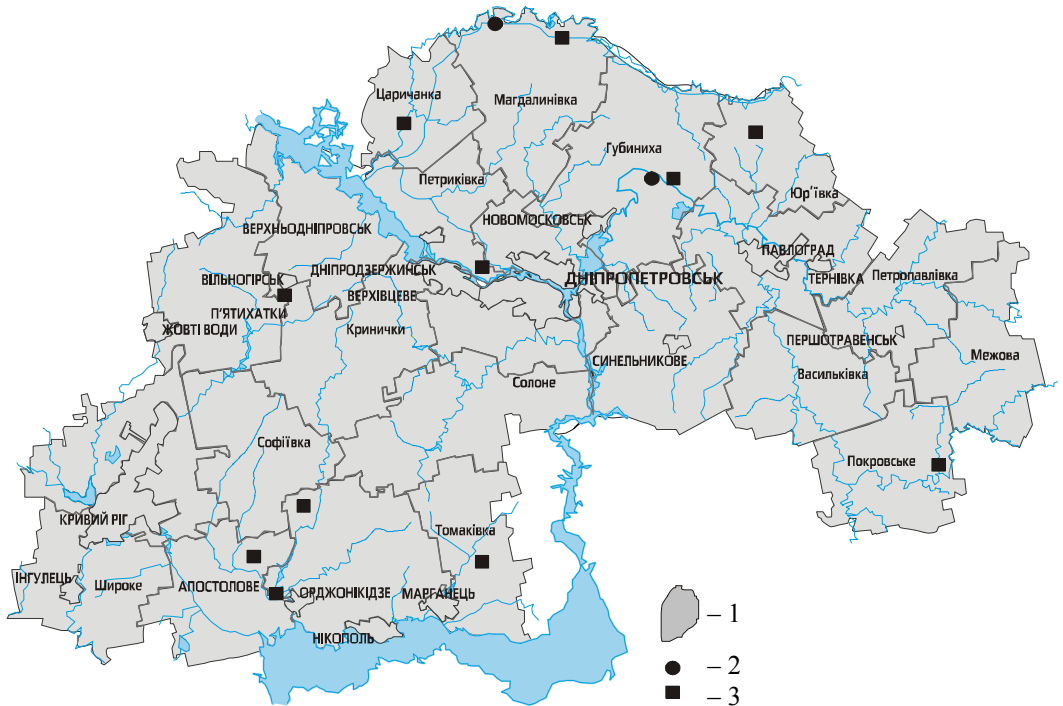 Царичанка
Магдалинівка
Губиниха
Петриківка
Юр'ївка
НОВОМОСКОВСЬК
ВЕРХНЬОДНІПРОВСЬК
ПАВЛОГРАД
ДНІПРОДЗЕРЖИНСЬК
ВІЛЬНОГІРСЬК
ДНІПРОПЕТРОВСЬК
ТЕРНІВКА
Петропавлівка
ВЕРХІВЦЕВЕ
П'ЯТИХАТКИ
ЖОВТІ ВОДИ
Кринички
ПЕРШОТРАВЕНСЬК
Межова
СИНЕЛЬНИКОВЕ
Васильківка
Солоне
Софіївка
Покровське
КРИВИЙ РІГ
Томаківка
ІНГУЛЕЦЬ
Широке
АПОСТОЛОВЕ
ОРДЖОНІКІДЗЕ
МАРГАНЕЦЬ
НІКОПОЛЬ
– 1
– 2
– 3